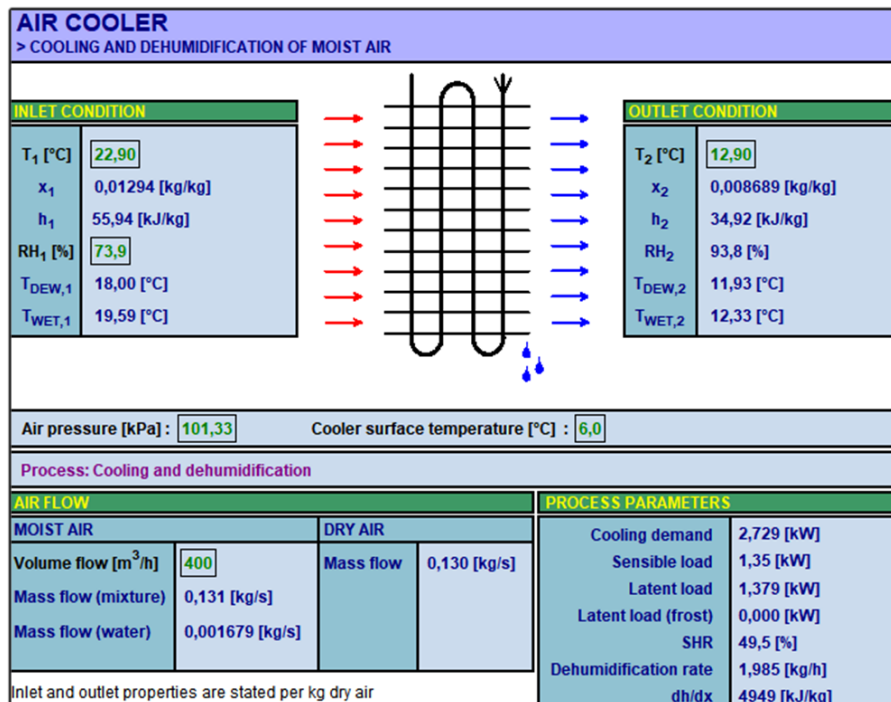 AIR COOLER
> COOLING AND DEHUMIDIFICATION OF MOIST AIR
INLET CONDITION
T1 [°C] 22,90
x1 0,01294 [kg/kg]
h1 55,94 [kJ/kg]
RH1 [%] 73,9
TDEW,1 18,00 [°C]
TWET,1 19,59 [°C]
OUTLET CONDITION
T2 [°C] 12,90
x2 0,008689 [kg/kg]
h2 34,92 [kJ/kg]
RH2 93,8 [%]
TDEW,2 11,93 [°C]
TWET,2 12,33 [°C]
Air pressure [kPa] : 101,33 Cooler surface temperature [°C] : 6,0
Process: Cooling and dehumidification
AIR FLOW
MOIST AIR DRY AIR
Volume flow [m³/h] 400 Mass flow 0,130 [kg/s]
Mass flow (mixture) 0,131 [kg/s]
Mass flow (water) 0,001679 [kg/s]
Inlet and outlet properties are stated per kg dry air
PROCESS PARAMETERS
Cooling demand 2,729 [kW]
Sensible load 1,35 [kW]
Latent load 1,379 [kW]
Latent load (frost) 0,000 [kW]
SHR 49,5 [%]
Dehumidification rate 1,985 [kg/h]
dh/dx 4949 [kJ/kg]